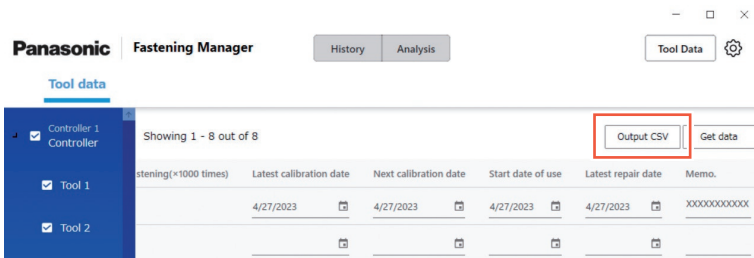 Panasonic Fastening Manager History Analysis Tool Data
Tool data
Controller 1
Controller
Showing 1 - 8 out of 8 Output CSV Get data
stening(×1000 times) Latest calibration date Next calibration date Start date of use Latest repair date Memo.
Tool 1
4/27/2023 4/27/2023 4/27/2023 4/27/2023 XXXXXXXXXXX
Tool 2